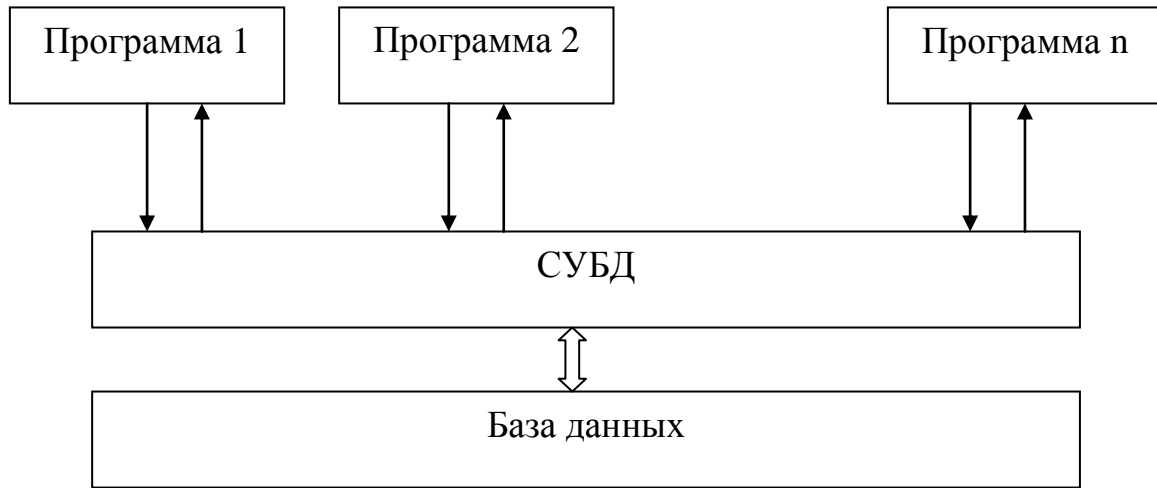 Программа 1
Программа 2
Программа n
СУБД
База данных